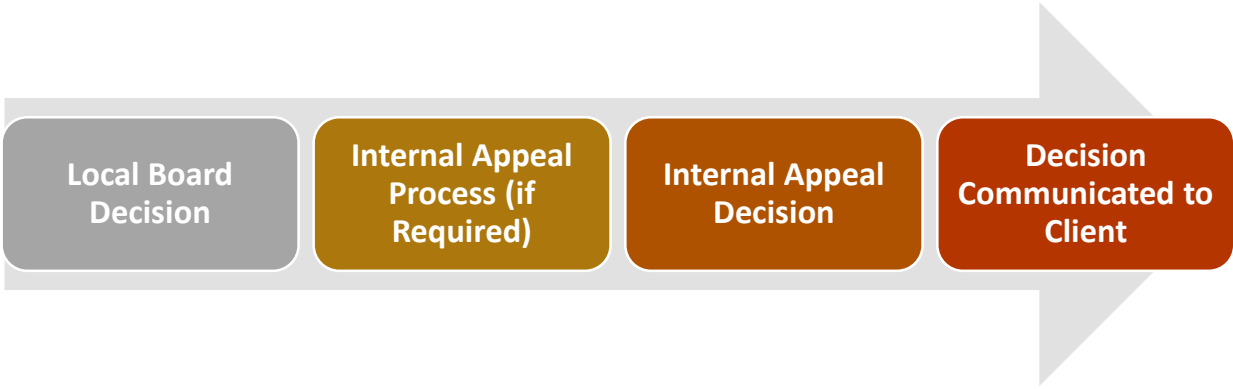 Local Board
Decision
Internal Appeal
Process (if
Required)
Internal Appeal
Decision
Decision
Communicated to
Client